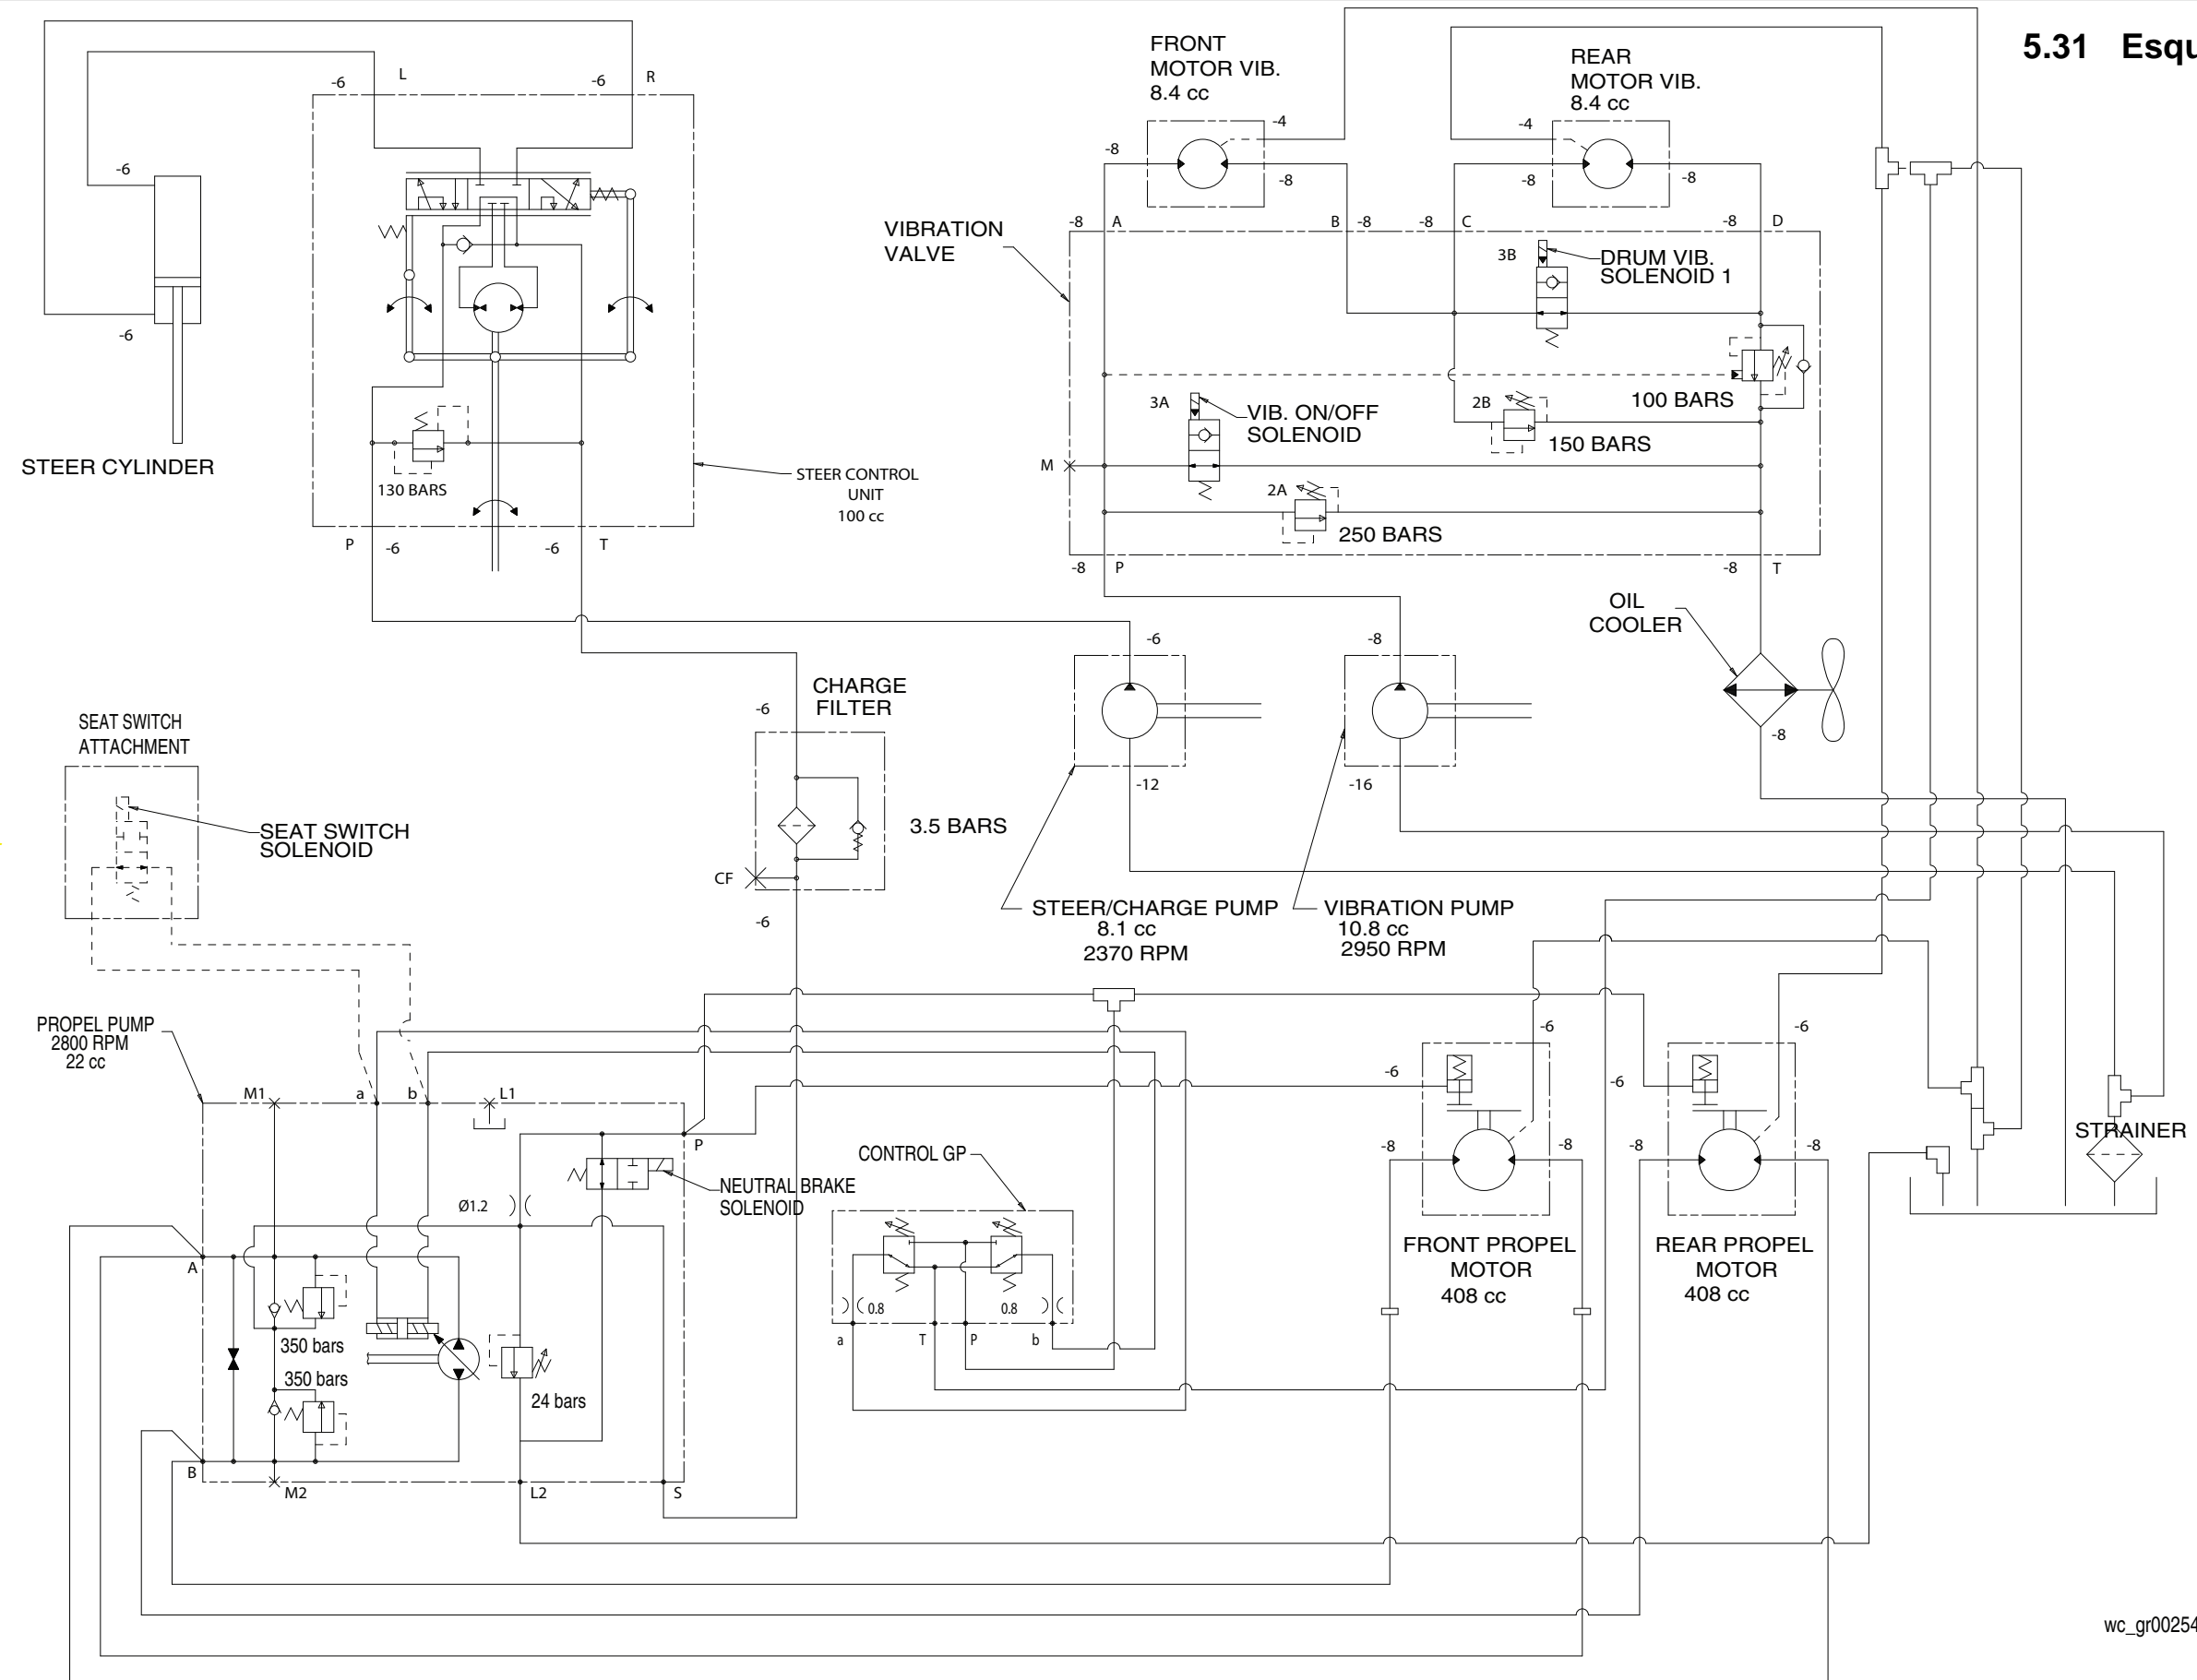 5.31 Esqu
FRONT
MOTOR VIB.
8.4 cc
REAR
MOTOR VIB.
8.4 cc
-6
L
-6
R
-4
-4
-8
-8
-8
-8
-6
-6
STEER CYLINDER
130 BARS
STEER CONTROL
UNIT
100 cc
P
-6
-6
T
VIBRATION
VALVE
-8
A
B
-8
-8
C
-8
D
3B
DRUM VIB.
SOLENOID 1
3A
VIB. ON/OFF
SOLENOID
2B
100 BARS
150 BARS
M
2A
250 BARS
-8
P
-8
T
OIL
COOLER
-8
-6
-8
-12
-16
CHARGE
FILTER
-6
3.5 BARS
CF
-6
SEAT SWITCH
ATTACHMENT
SEAT SWITCH
SOLENOID
STEER/CHARGE PUMP
8.1 cc
2370 RPM
VIBRATION PUMP
10.8 cc
2950 RPM
PROPEL PUMP
2800 RPM
22 cc
M1
a
b
L1
P
NEUTRAL BRAKE
SOLENOID
Ø1.2
A
350 bars
350 bars
24 bars
B
M2
L2
S
CONTROL GP
0.8
0.8
a
T
P
b
-6
-6
-6
-6
-8
-8
-8
-8
FRONT PROPEL
MOTOR
408 cc
REAR PROPEL
MOTOR
408 cc
STRAINER
wc_gr00254